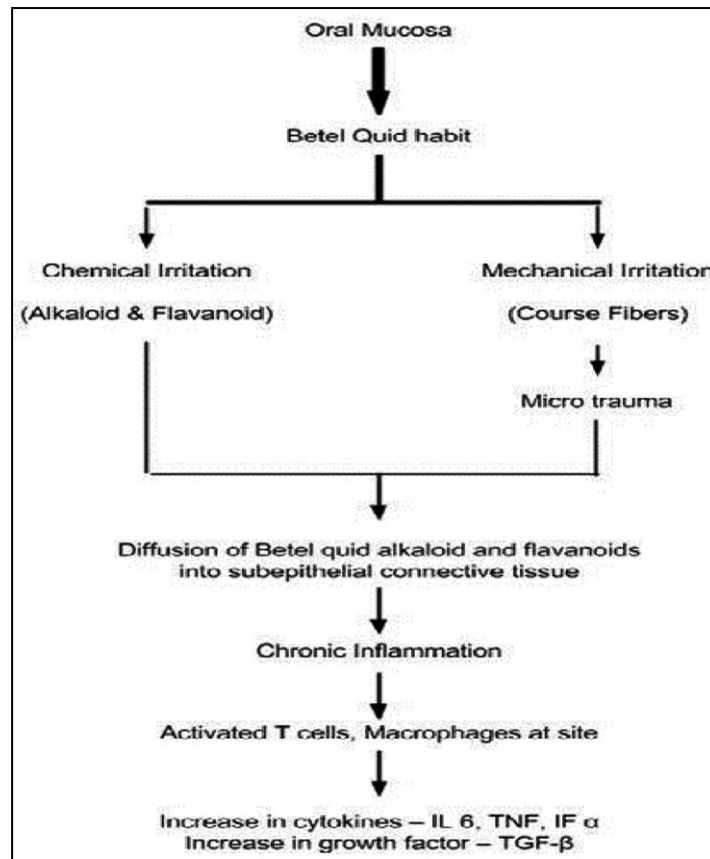 Oral Mucosa
Betel Quid habit
Chemical Irritation
(Alkaloid & Flavanoid)
Mechanical Irritation
(Course Fibers)
Micro trauma
Diffusion of Betel quid alkaloid and flavanoids
into subepithelial connective tissue
Chronic Inflammation
Activated T cells, Macrophages at site
Increase in cytokines – IL 6, TNF, IF α
Increase in growth factor – TGF-β